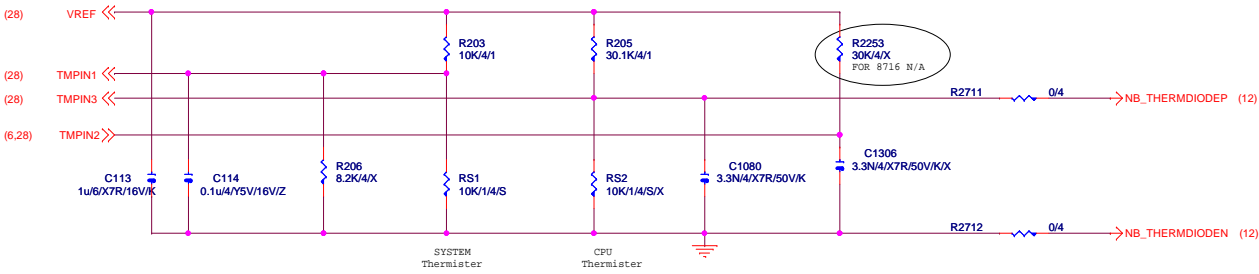 (28) VREF
R203
10K/4/1
R205
30.1K/4/1
R2253
30K/4/X
FOR 8716 N/A
(28) TMPIN1
(28) TMPIN3
R2711 0/4 NB_THERMDIODEP (12)
(6,28) TMPIN2
C113
1u/6/X7R/16V/K
C114
0.1u/4/Y5V/16V/Z
R206
8.2K/4/X
RS1
10K/1/4/S
RS2
10K/1/4/S/X
C1080
3.3N/4/X7R/50V/K
C1306
3.3N/4/X7R/50V/K/X
R2712 0/4 NB_THERMDIODEN (12)
SYSTEM
Thermister
CPU
Thermister